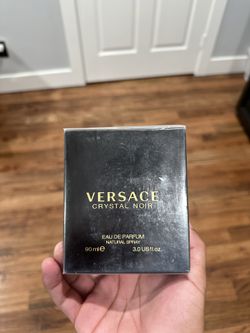 VERSACE
CRYSTAL NOIR
EAU DE PARFUM
NATURAL SPRAY
90 ml e 3.0 US fl. oz.